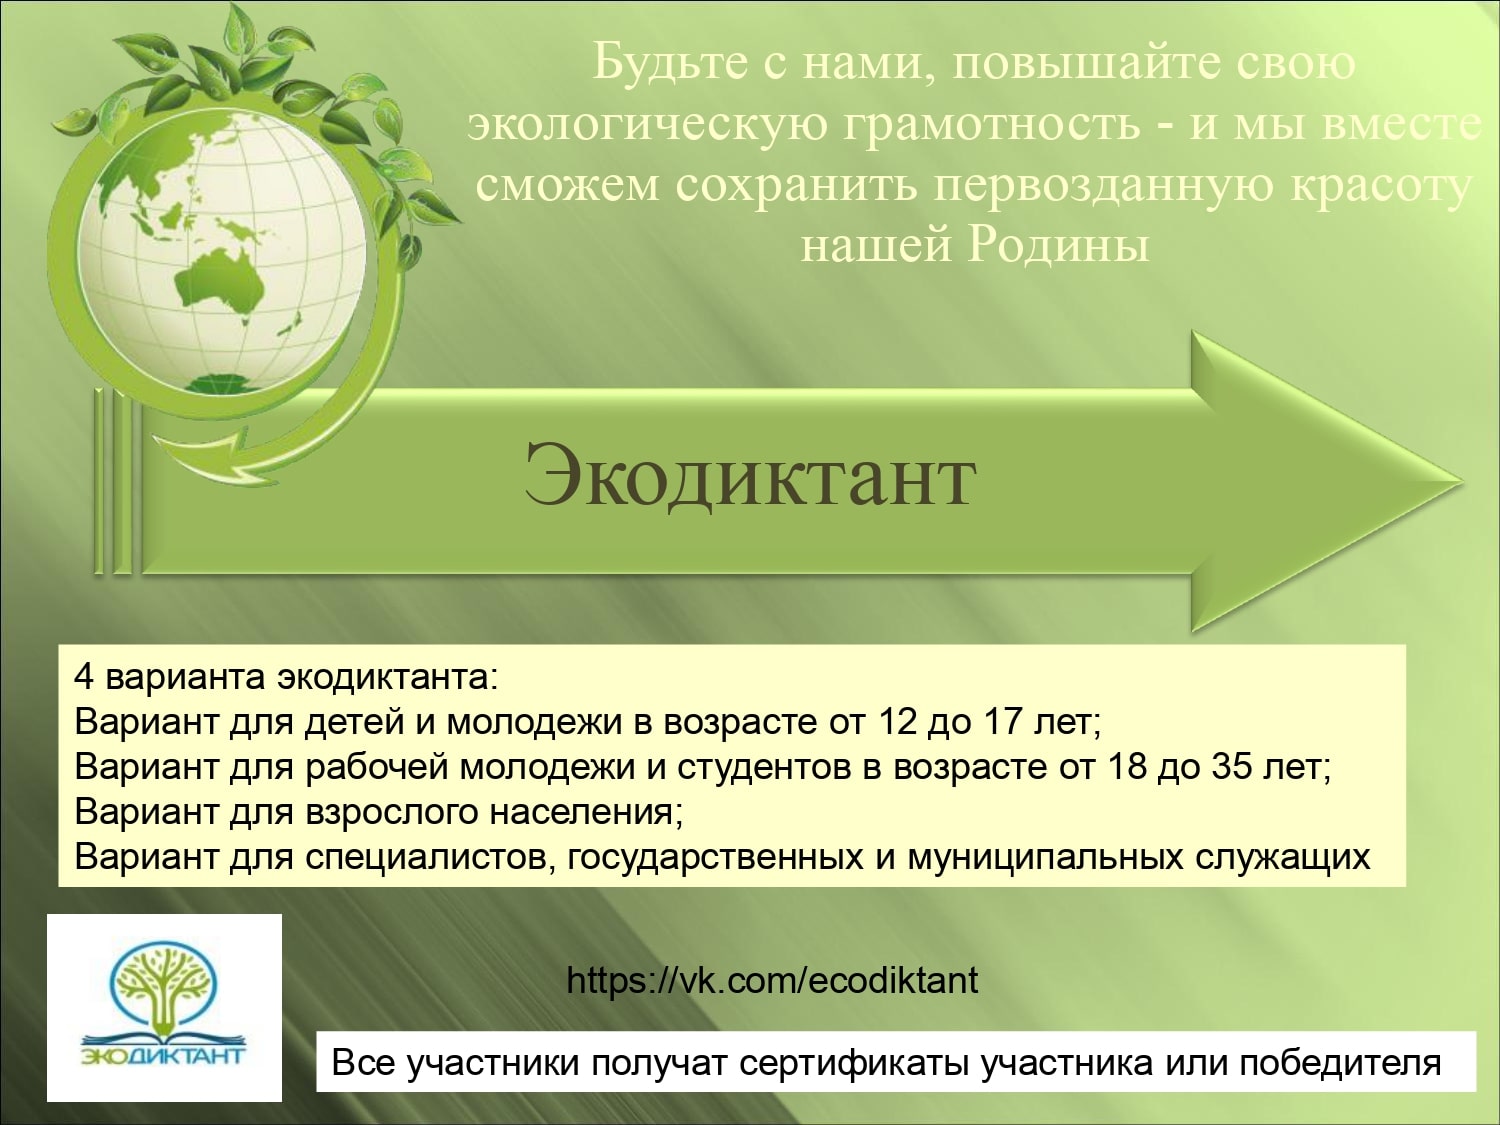 Будьте с нами, повышайте свою
экологическую грамотность - и мы вместе
сможем сохранить первозданную красоту
нашей Родины
Экодиктант
4 варианта экодиктанта:
Вариант для детей и молодежи в возрасте от 12 до 17 лет;
Вариант для рабочей молодежи и студентов в возрасте от 18 до 35 лет;
Вариант для взрослого населения;
Вариант для специалистов, государственных и муниципальных служащих
https://vk.com/ecodiktant
ЭКОДИКТАНТ
Все участники получат сертификаты участника или победителя